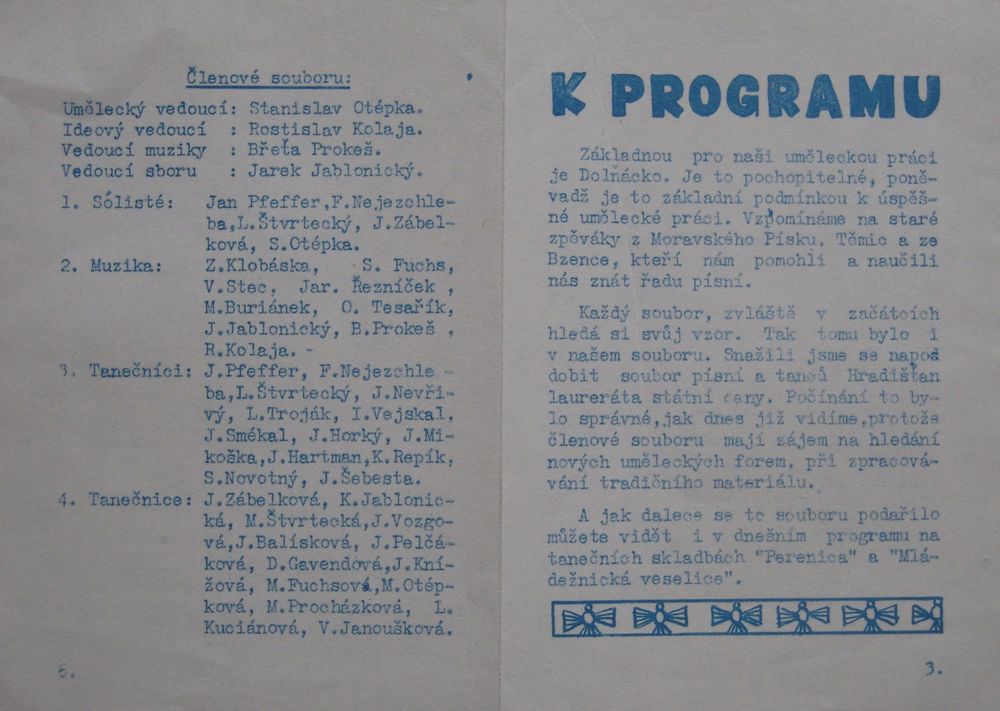 Členové souboru:
Umělecký vedoucí: Stanislav Otépka.
Ideový vedoucí : Rostislav Kolaja.
Vedoucí muziky : Břeťa Prokeš.
Vedoucí sboru : Jarek Jablonický.
1. Sólisté: Jan Pfeffer,F.Nejezchle-
ba,L.Štvrtecký, J.Zábel-
ková, S.Otépka.
2. Muzika: Z.Klobáska, S. Fuchs,
V.Stec, Jar. Řezníček ,
M.Buriánek, O. Tesařík,
J.Jablonický, B.Prokeš ,
R.Kolaja. -
3. Tanečníci: J.Pfeffer, F.Nejezchle -
ba,L.Štvrtecký, J.Nevři-
vý, L.Troják, I.Vejskal,
J.Smékal, J.Horký, J.Mi-
koška,J.Hartman,K.Repík,
S.Novotný, J.Šebesta.
4. Tanečnice: J.Zábelková, K.Jablonic-
ká, M.Štvrtecká,J.Vozgo-
vá,J.Balísková, J.Pelčá-
ková, D.Gavendová,J.Kní-
žová, M.Fuchsová,M.Otép-
ková, M.Procházková, L.
Kuciánová, V.Janoušková.
6.
K PROGRAMU
Základnou pro naši uměleckou práci
je Dolňácko. Je to pochopitelné, poně-
vadž je to základní podmínkou k úspěš-
né umělecké práci. Vzpomínáme na staré
zpěváky z Moravského Písku, Těmic a ze
Bzence, kteří nám pomohli a naučili
nás znát řadu písní.
Každý soubor, zvláště v začátcích
hledá si svůj vzor. Tak tomu bylo i
v našem souboru. Snažili jsme se napod
dobit soubor písní a tanců Hradišťan
laureráta státní ceny. Počínání to by-
lo správné,jak dnes již vidíme,protože
členové souboru mají zájem na hledání
nových uměleckých forem, při zpracová-
vání tradičního materiálu.
A jak dalece se to souboru podařilo
můžete vidět i v dnešním programu na
tanečních skladbách "Perenica" a "Mlá-
dežnická veselice".
3.